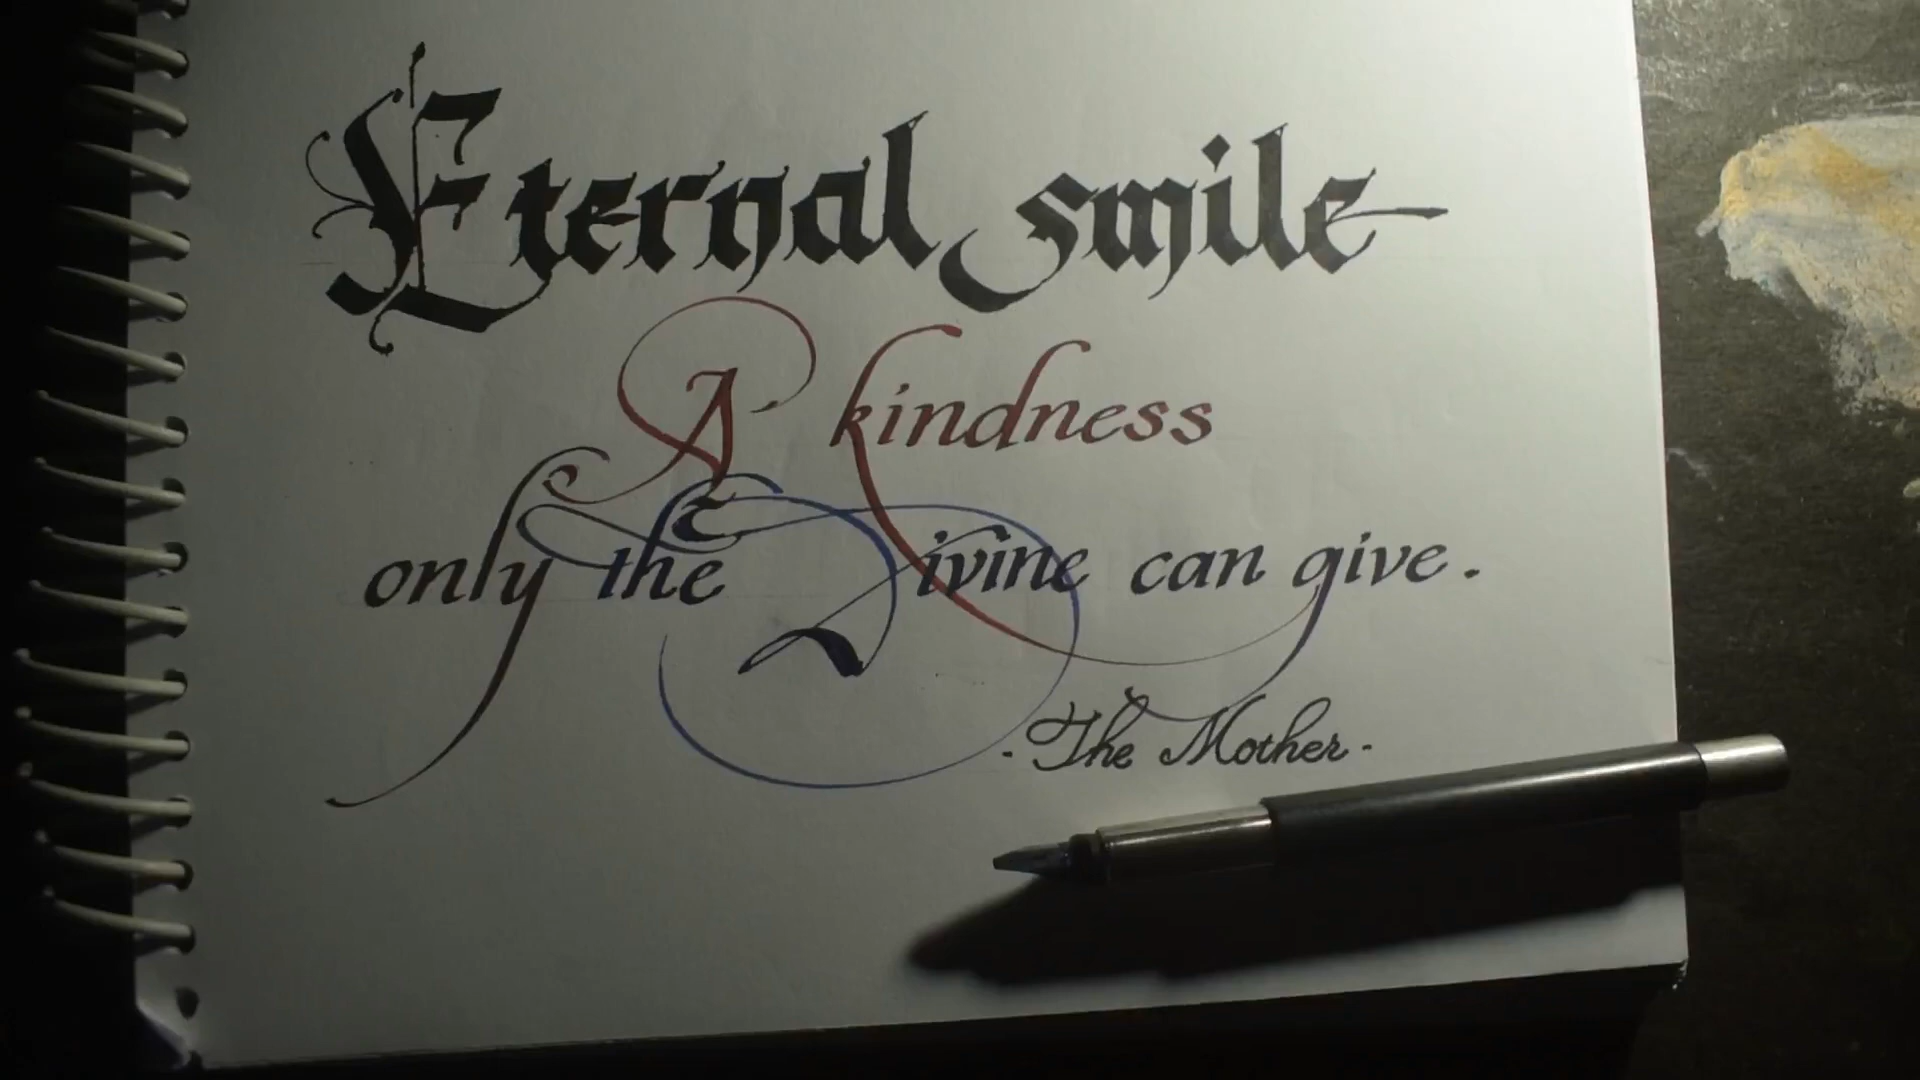 Eternal smile
A kindness
only the Divine can give.
- The Mother -